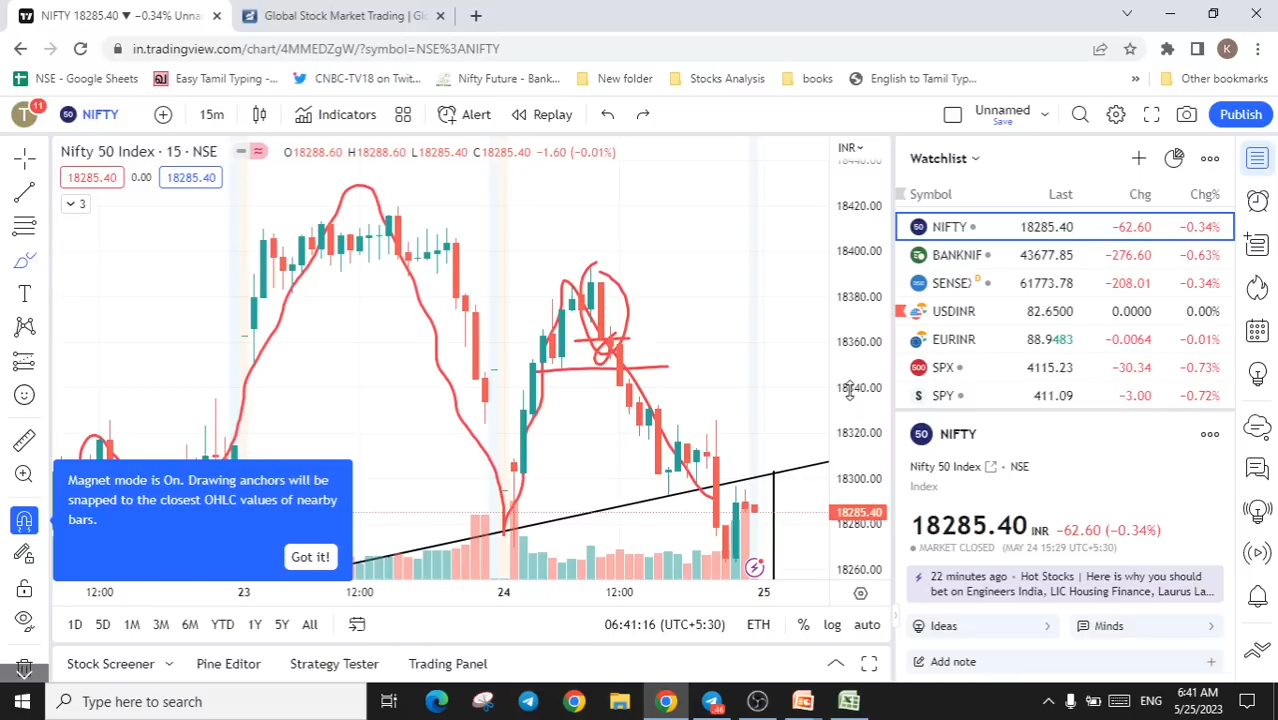 NIFTY 18285.40 ▼ −0.34% Unna
Global Stock Market Trading | Gl
in.tradingview.com/chart/4MMEDZgW/?symbol=NSE%3ANIFTY
K
NSE - Google Sheets
Easy Tamil Typing -...
CNBC-TV18 on Twit...
Nifty Future - Bank...
New folder
Stocks Analysis
books
English to Tamil Typ...
»
Other bookmarks
T
11
50
NIFTY
15m
Indicators
Alert
Replay
Unnamed
Save
Publish
Nifty 50 Index · 15 · NSE
O18288.60 H18288.60 L18285.40 C18285.40 −1.60 (−0.01%)
18285.40
0.00
18285.40
3
INR
18440.00
18420.00
18400.00
18380.00
18360.00
18340.00
18320.00
18300.00
18285.40
18280.00
18260.00
Magnet mode is On. Drawing anchors will be
snapped to the closest OHLC values of nearby
bars.
Got it!
12:00
23
12:00
24
12:00
25
1D
5D
1M
3M
6M
YTD
1Y
5Y
All
06:41:16 (UTC+5:30)
ETH
%
log
auto
Stock Screener
Pine Editor
Strategy Tester
Trading Panel
Watchlist
Symbol Last Chg Chg%
50 NIFTY 18285.40 −62.60 −0.34%
BANKNIF 43677.85 −276.60 −0.63%
SENSEX D 61773.78 −208.01 −0.34%
USDINR 82.6500 0.0000 0.00%
EURINR 88.9483 −0.0064 −0.01%
500 SPX 4115.23 −30.34 −0.73%
S SPY 411.09 −3.00 −0.72%
50 NIFTY
Nifty 50 Index · NSE
Index
18285.40 INR −62.60 (−0.34%)
MARKET CLOSED (MAY 24 15:29 UTC+5:30)
22 minutes ago · Hot Stocks | Here is why you should
bet on Engineers India, LIC Housing Finance, Laurus La...
Ideas
Minds
Add note
Type here to search
ENG
6:41 AM
5/25/2023